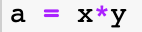 a = x*y